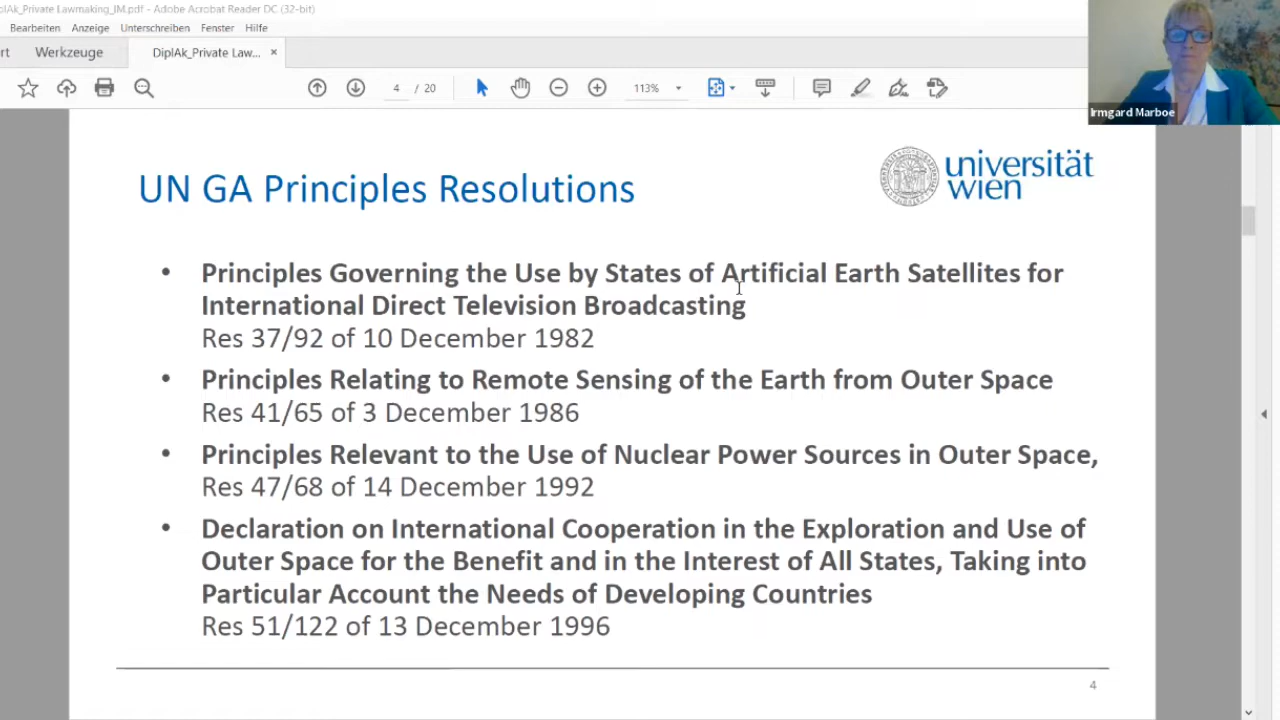 plAk_Private Lawmaking_JM.pdf - Adobe Acrobat Reader DC (32-bit)
Bearbeiten Anzeige Unterschreiben Fenster Hilfe
rt Werkzeuge DiplAk_Private Law... ×
4 / 20 113%
Irmgard Marboe
universität
wien
UN GA Principles Resolutions
• Principles Governing the Use by States of Artificial Earth Satellites for
International Direct Television Broadcasting
Res 37/92 of 10 December 1982
• Principles Relating to Remote Sensing of the Earth from Outer Space
Res 41/65 of 3 December 1986
• Principles Relevant to the Use of Nuclear Power Sources in Outer Space,
Res 47/68 of 14 December 1992
• Declaration on International Cooperation in the Exploration and Use of
Outer Space for the Benefit and in the Interest of All States, Taking into
Particular Account the Needs of Developing Countries
Res 51/122 of 13 December 1996
4